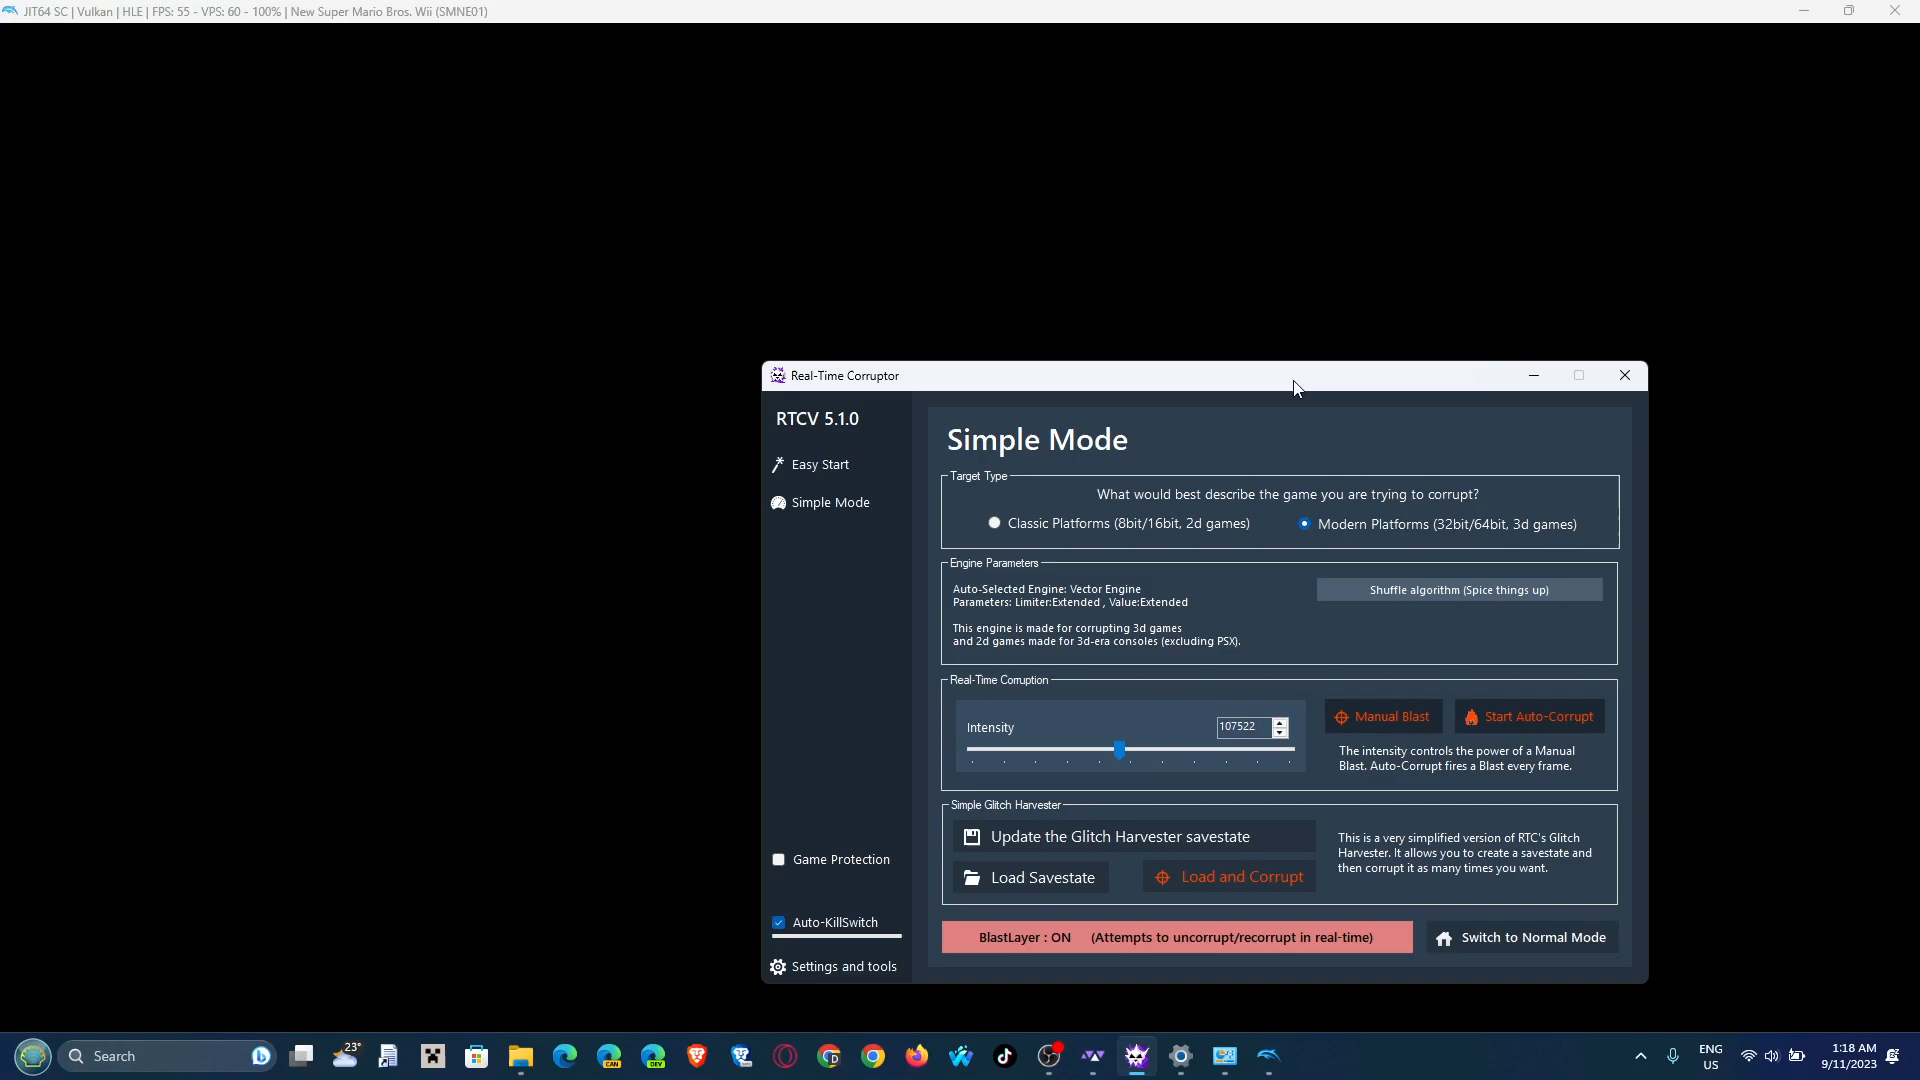 JIT64 SC | Vulkan | HLE | FPS: 55 - VPS: 60 - 100% | New Super Mario Bros. Wii (SMNE01)
Real-Time Corruptor
RTCV 5.1.0
Easy Start
Simple Mode
Game Protection
Auto-KillSwitch
Settings and tools
Simple Mode
Target Type
What would best describe the game you are trying to corrupt?
Classic Platforms (8bit/16bit, 2d games)
Modern Platforms (32bit/64bit, 3d games)
Engine Parameters
Auto-Selected Engine: Vector Engine
Parameters: Limiter:Extended , Value:Extended
This engine is made for corrupting 3d games
and 2d games made for 3d-era consoles (excluding PSX).
Shuffle algorithm (Spice things up)
Real-Time Corruption
Intensity
107522
Manual Blast
Start Auto-Corrupt
The intensity controls the power of a Manual
Blast. Auto-Corrupt fires a Blast every frame.
Simple Glitch Harvester
Update the Glitch Harvester savestate
Load Savestate
Load and Corrupt
This is a very simplified version of RTC's Glitch
Harvester. It allows you to create a savestate and
then corrupt it as many times you want.
BlastLayer : ON (Attempts to uncorrupt/recorrupt in real-time)
Switch to Normal Mode
Search
23°
CAN
DEV
D
ENG
US
1:18 AM
9/11/2023